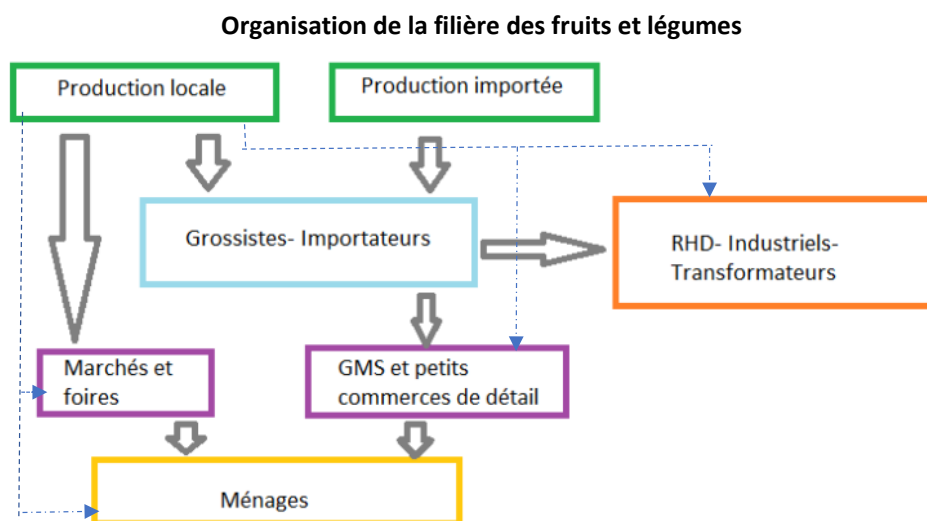 Organisation de la filière des fruits et légumes
Production locale
Production importée
Grossistes- Importateurs
RHD- Industriels-
Transformateurs
Marchés et
foires
GMS et petits
commerces de détail
Ménages